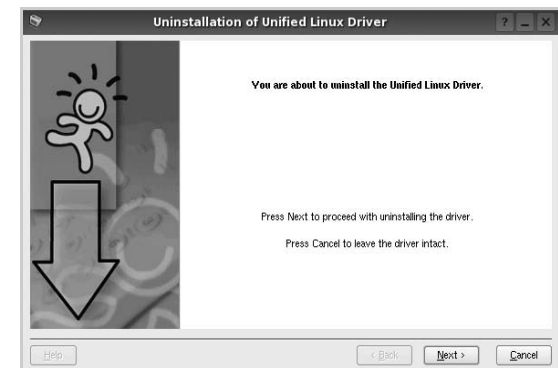 Uninstallation of Unified Linux Driver
You are about to uninstall the Unified Linux Driver.
Press Next to proceed with uninstalling the driver.
Press Cancel to leave the driver intact.
Help
< Back
Next >
Cancel